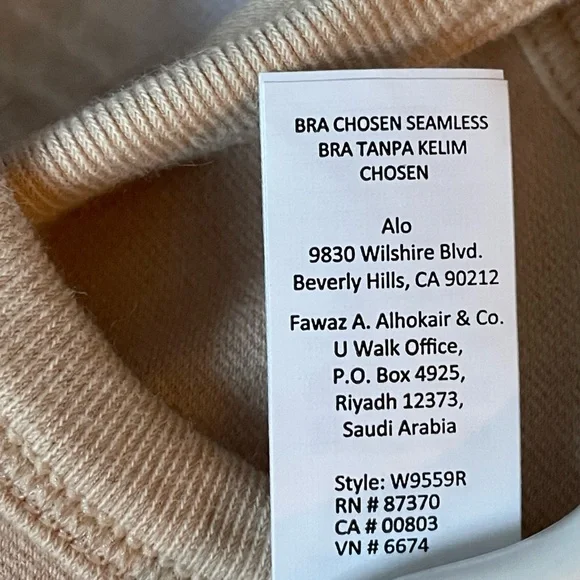 BRA CHOSEN SEAMLESS
BRA TANPA KELIM
CHOSEN
Alo
9830 Wilshire Blvd.
Beverly Hills, CA 90212
Fawaz A. Alhokair & Co.
U Walk Office,
P.O. Box 4925,
Riyadh 12373,
Saudi Arabia
Style: W9559R
RN # 87370
CA # 00803
VN # 6674